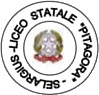 LICEO STATALE "PITAGORA" - SELARGIUS -